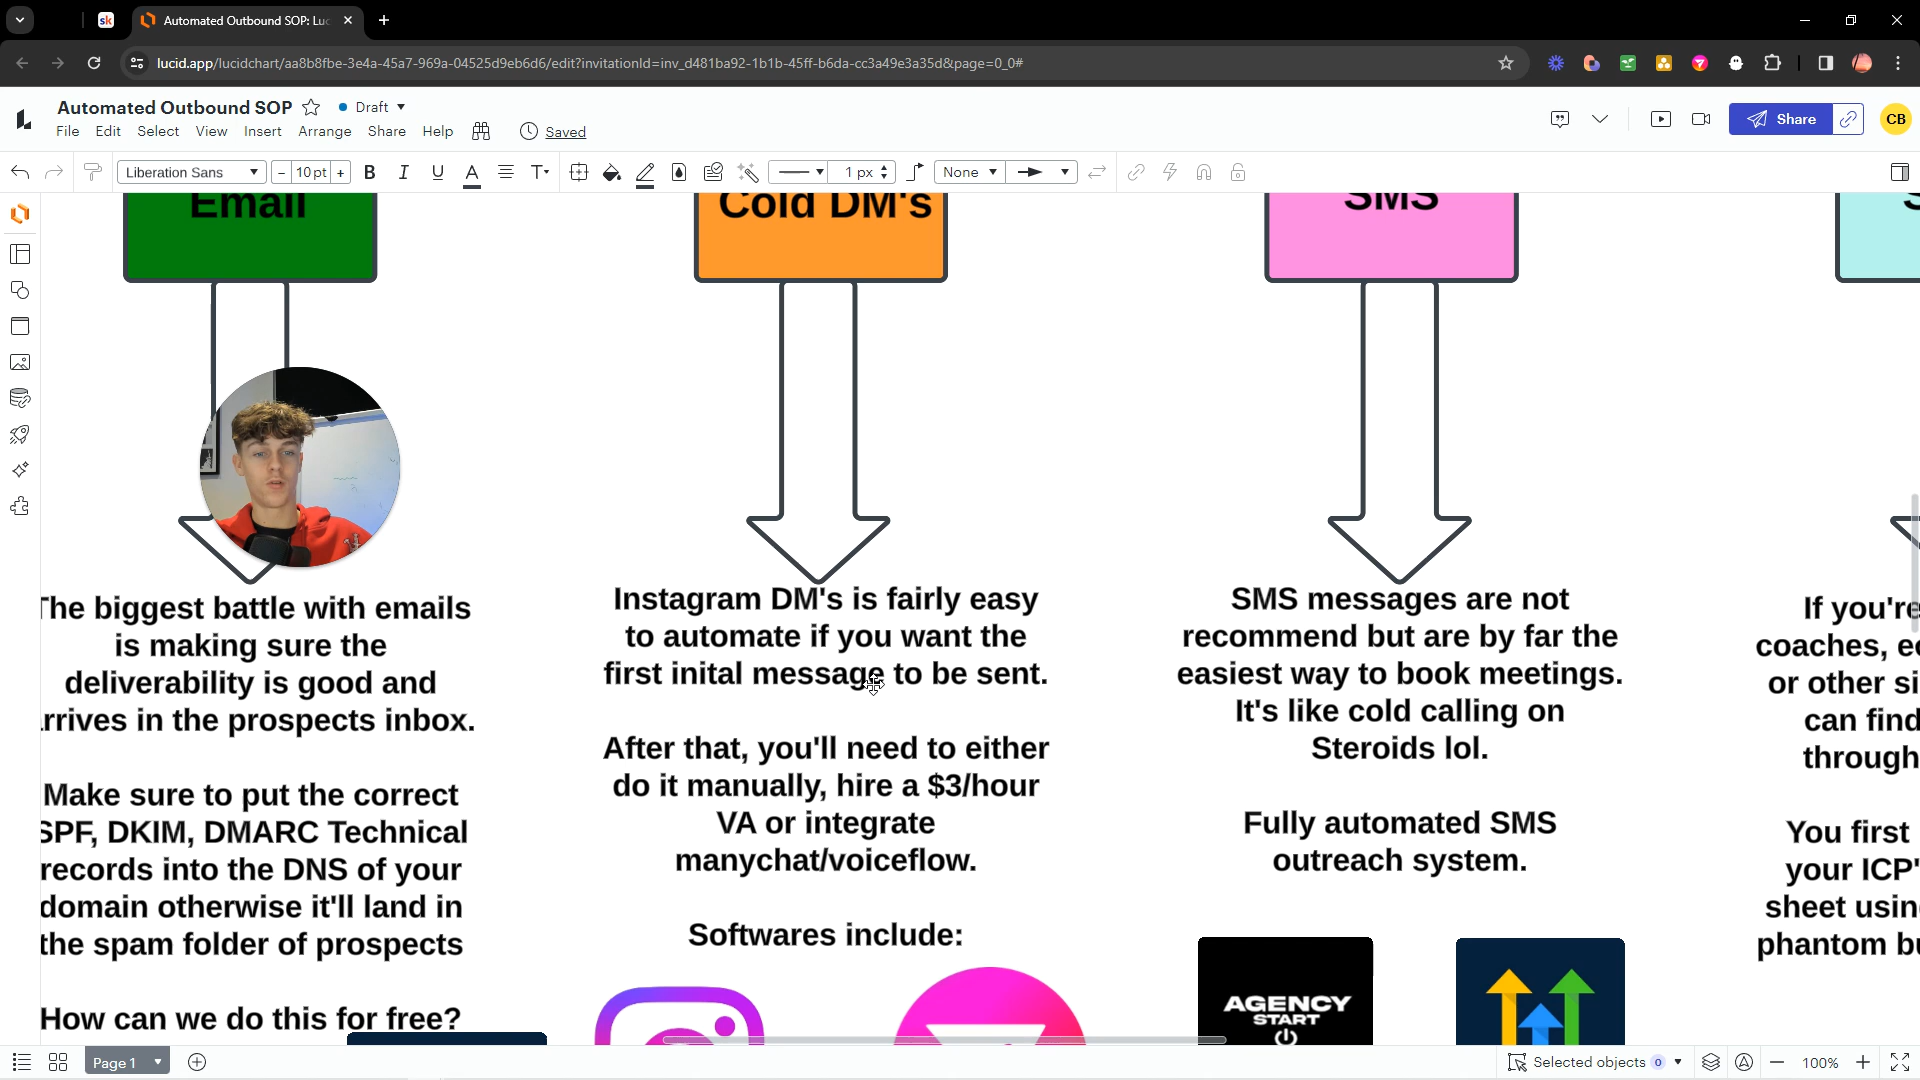 sk
Automated Outbound SOP: Luc
lucid.app/lucidchart/aa8b8fbe-3e4a-45a7-969a-04525d9eb6d6/edit?invitationId=inv_d481ba92-1b1b-45ff-b6da-cc3a49e3a35d&page=0_0#
Automated Outbound SOP
Draft
File Edit Select View Insert Arrange Share Help
Saved
Share
CB
Liberation Sans
- 10 pt +
B I U A T
1 px
None
Email
Cold DM's
SMS
S
The biggest battle with emails
is making sure the
deliverability is good and
arrives in the prospects inbox.
Make sure to put the correct
SPF, DKIM, DMARC Technical
records into the DNS of your
domain otherwise it'll land in
the spam folder of prospects
How can we do this for free?
Instagram DM's is fairly easy
to automate if you want the
first inital message to be sent.
After that, you'll need to either
do it manually, hire a $3/hour
VA or integrate
manychat/voiceflow.
Softwares include:
SMS messages are not
recommend but are by far the
easiest way to book meetings.
It's like cold calling on
Steroids lol.
Fully automated SMS
outreach system.
AGENCY
START
If you're
coaches, e
or other si
can find
through
You first
your ICP'
sheet usin
phantom bu
Page 1
Selected objects 0
100%